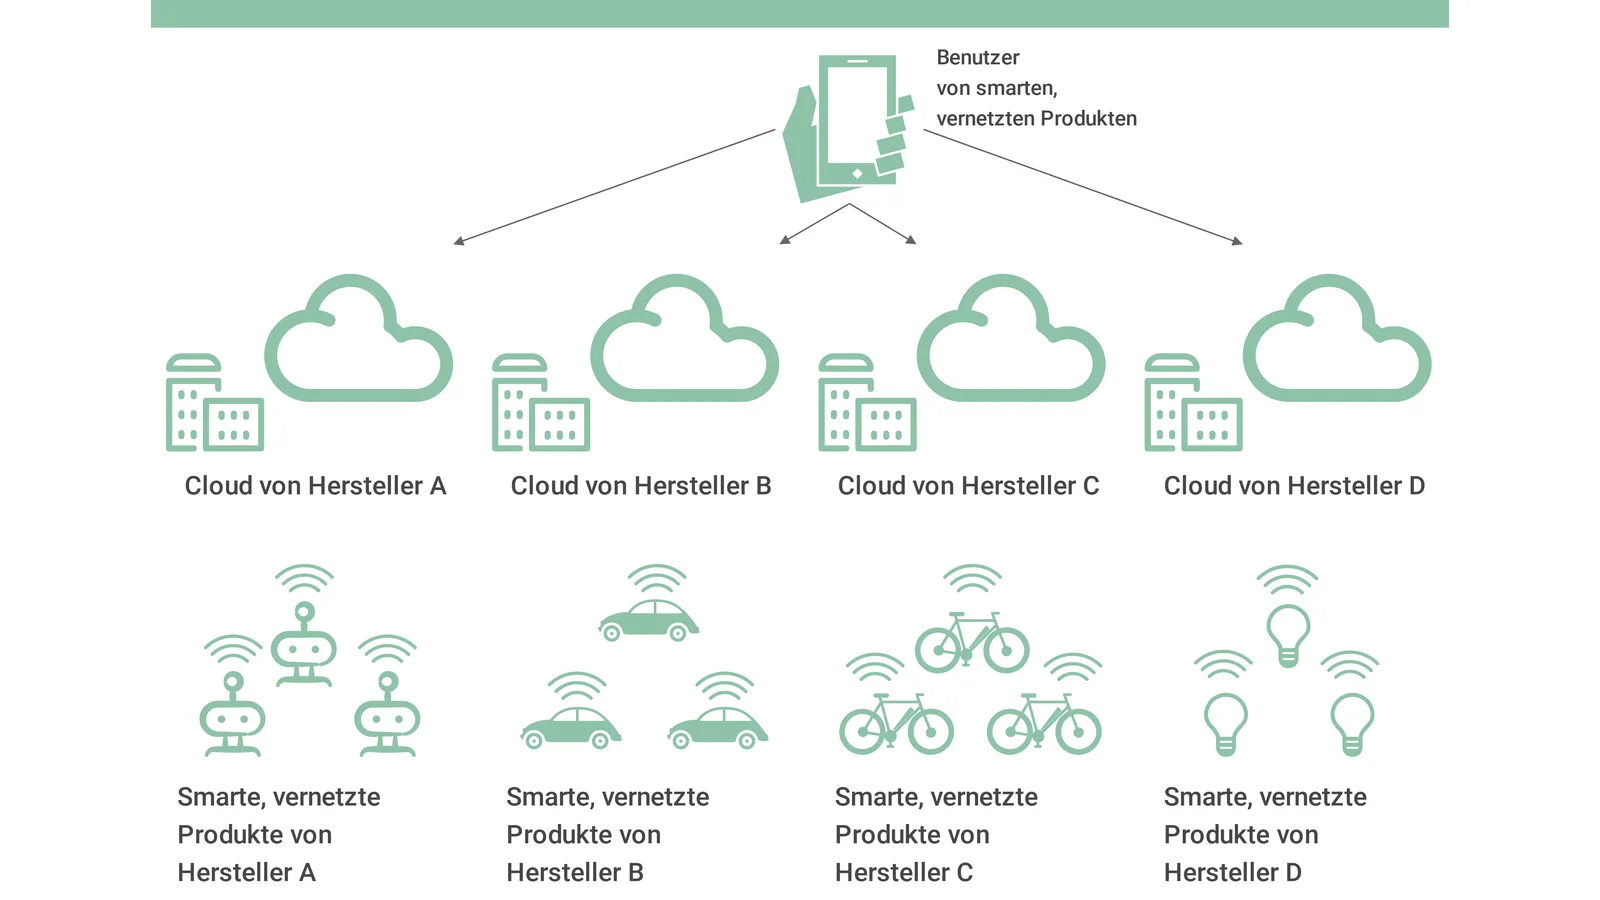 Benutzer
von smarten,
vernetzten Produkten
Cloud von Hersteller A
Cloud von Hersteller B
Cloud von Hersteller C
Cloud von Hersteller D
Smarte, vernetzte
Produkte von
Hersteller A
Smarte, vernetzte
Produkte von
Hersteller B
Smarte, vernetzte
Produkte von
Hersteller C
Smarte, vernetzte
Produkte von
Hersteller D